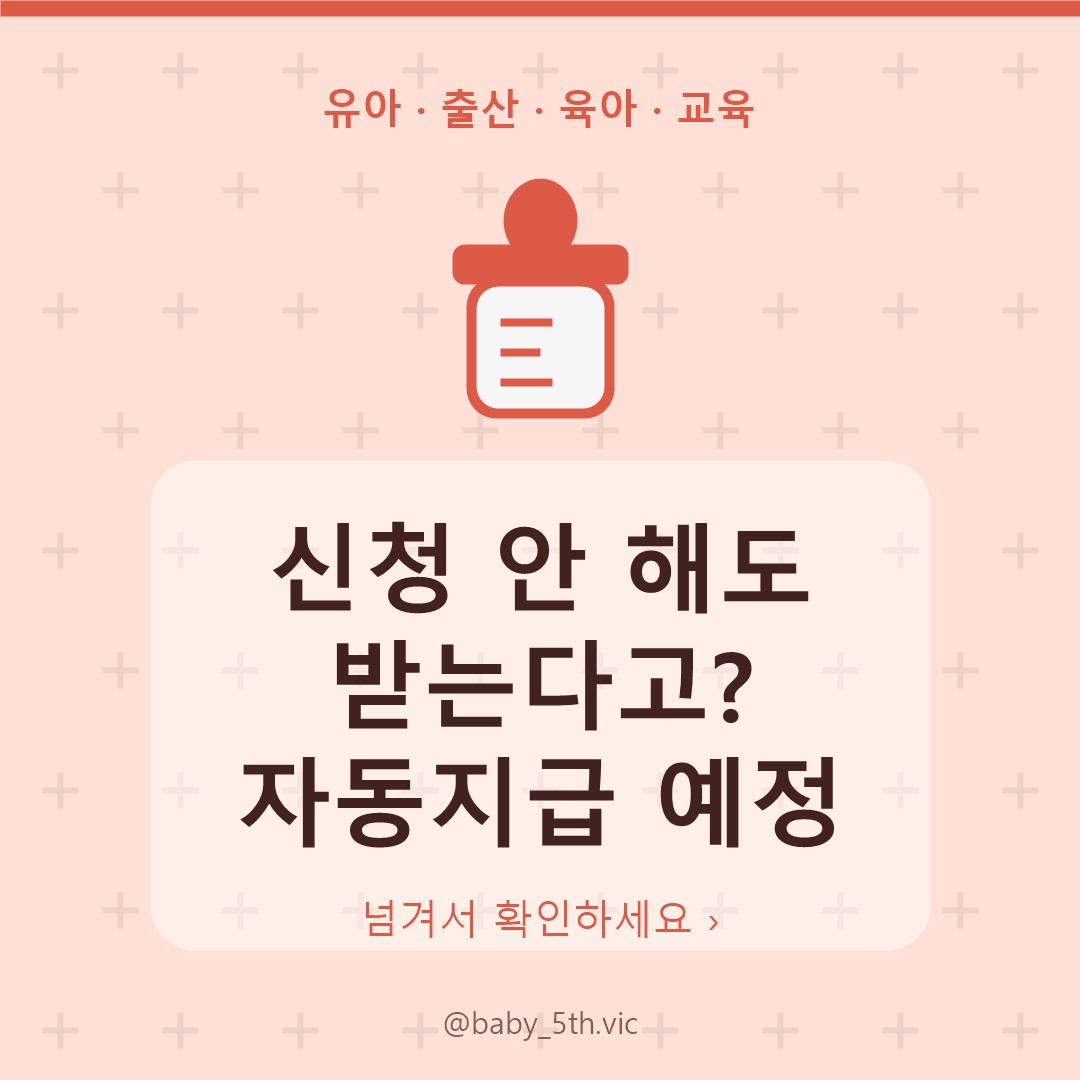 유아 · 출산 · 육아 · 교육
신청 안 해도
받는다고?
자동지급 예정
넘겨서 확인하세요 ›
@baby_5th.vic